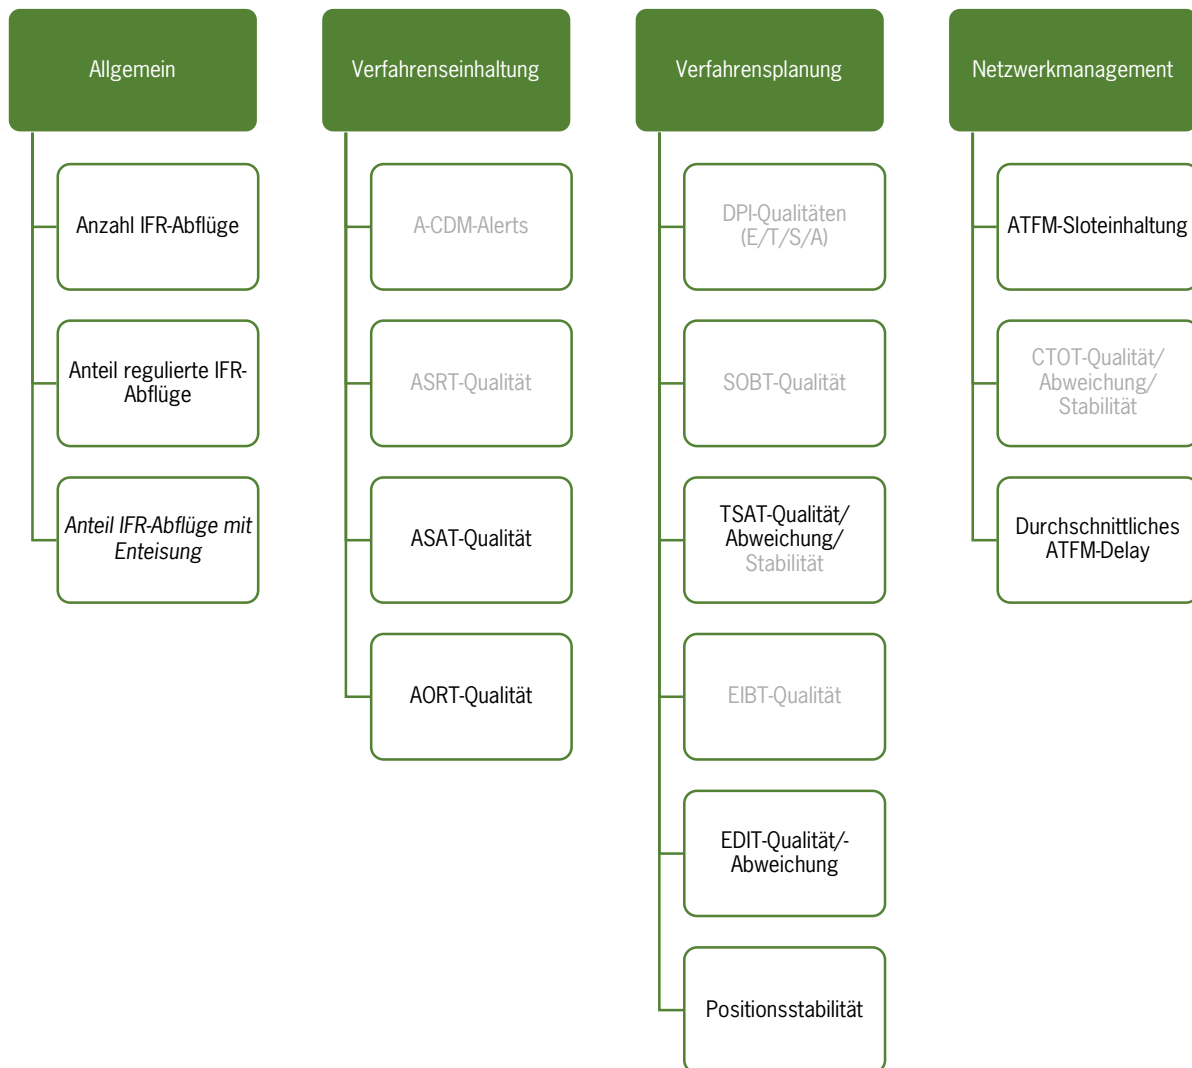 Allgemein
Anzahl IFR-Abflüge
Anteil regulierte IFR-
Abflüge
Anteil IFR-Abflüge mit
Enteisung
Verfahrenseinhaltung
A-CDM-Alerts
ASRT-Qualität
ASAT-Qualität
AORT-Qualität
Verfahrensplanung
DPI-Qualitäten
(E/T/S/A)
SOBT-Qualität
TSAT-Qualität/
Abweichung/
Stabilität
EIBT-Qualität
EDIT-Qualität/-
Abweichung
Positionsstabilität
Netzwerkmanagement
ATFM-Sloteinhaltung
CTOT-Qualität/
Abweichung/
Stabilität
Durchschnittliches
ATFM-Delay